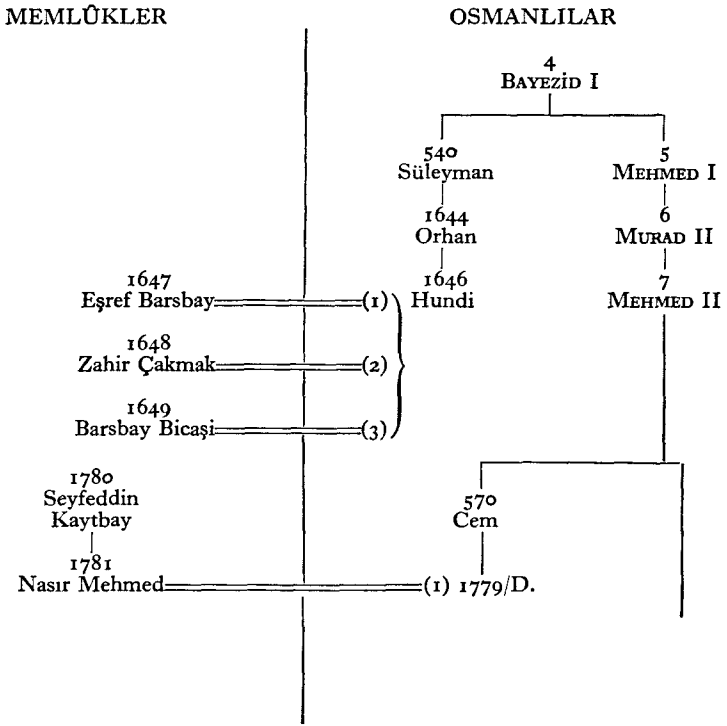 MEMLÛKLER
OSMANLILAR
4
BAYEZİD I
540
Süleyman
5
MEHMED I
1644
Orhan
6
MURAD II
1647
Eşref Barsbay
(1)
1646
Hundi
7
MEHMED II
1648
Zahir Çakmak
(2)
1649
Barsbay Bicaşi
(3)
1780
Seyfeddin
Kaytbay
570
Cem
1781
Nasır Mehmed
(1) 1779/D.